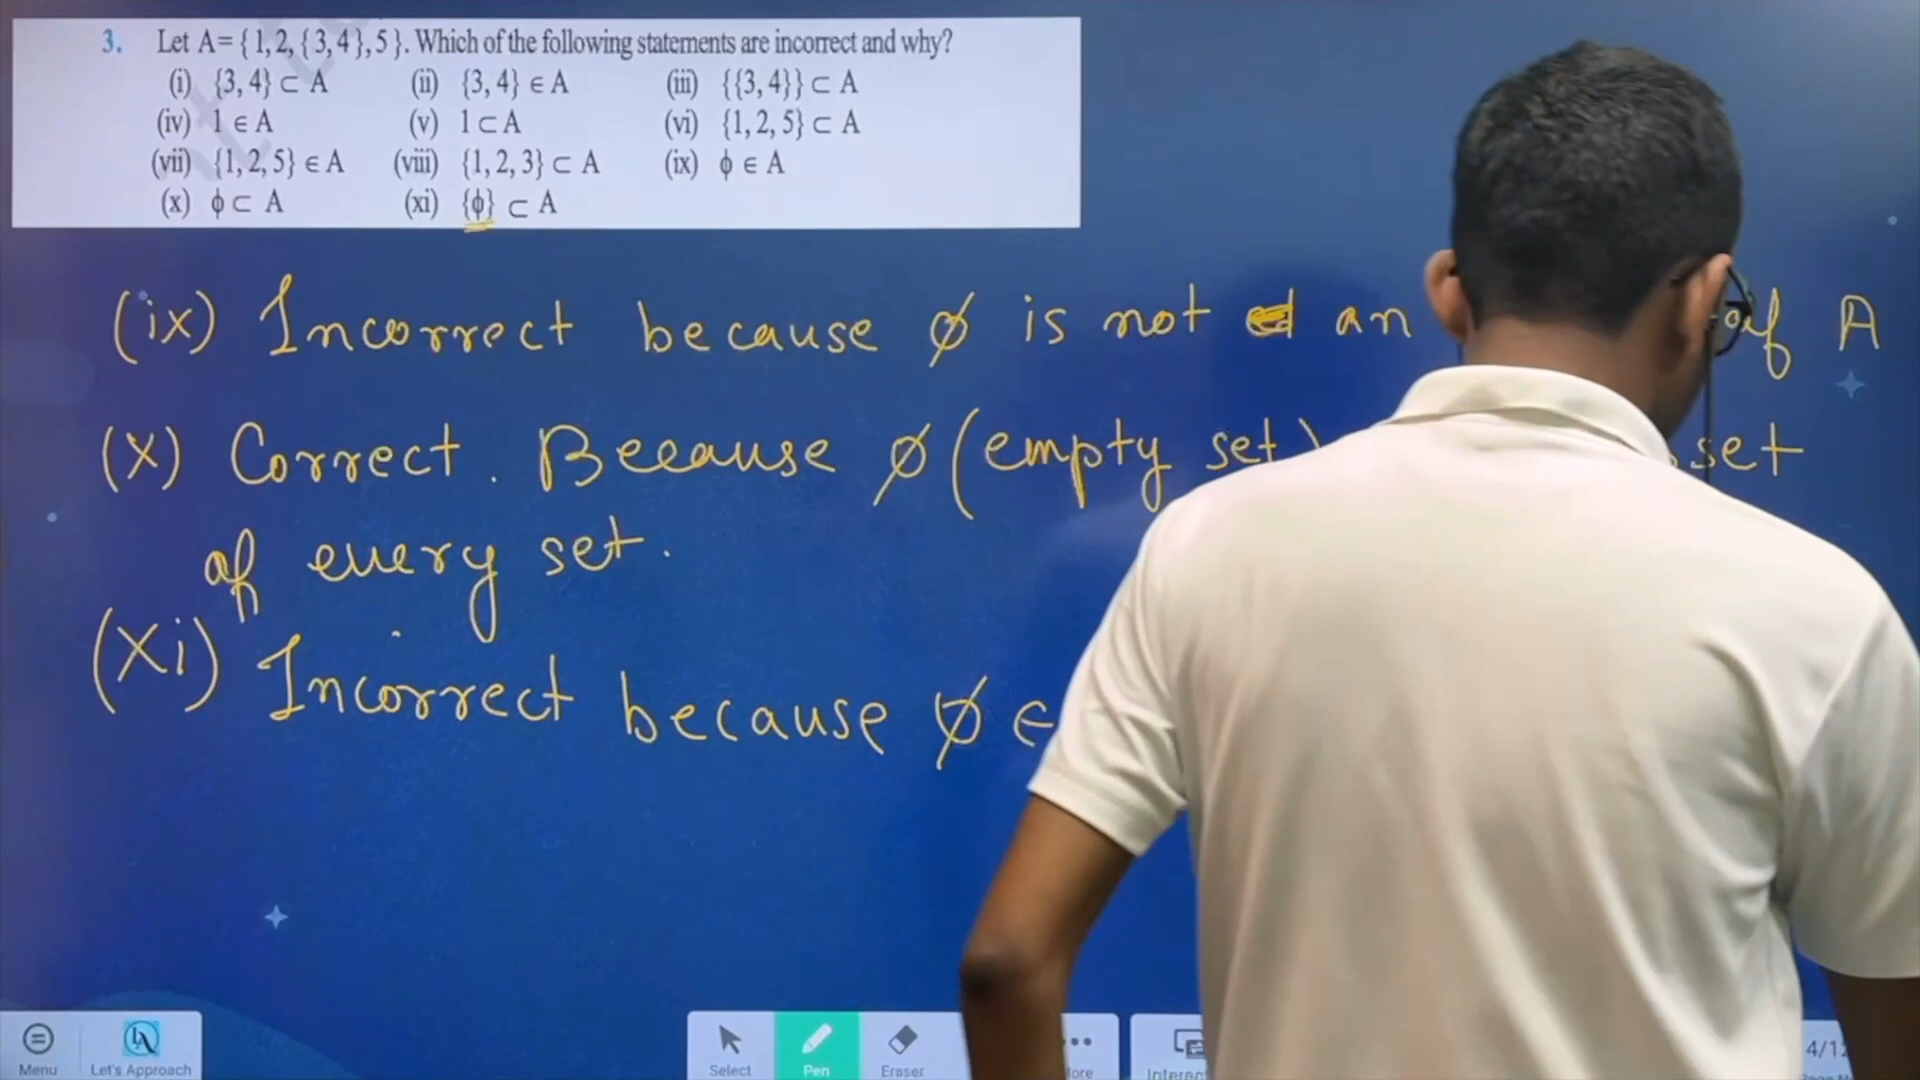 3. Let A={1,2,{3,4},5}. Which of the following statements are incorrect and why?
(i) {3,4} ⊂ A (ii) {3,4} ∈ A (iii) {{3,4}} ⊂ A
(iv) 1 ∈ A (v) 1 ⊂ A (vi) {1,2,5} ⊂ A
(vii) {1,2,5} ∈ A (viii) {1,2,3} ⊂ A (ix) ϕ ∈ A
(x) ϕ ⊂ A (xi) {ϕ} ⊂ A
(ix) Incorrect because ∅ is not an of A
(x) Correct. Because ∅ (empty set) set
of every set.
(xi) Incorrect because ∅ ∈
Menu Let's Approach Select Pen Eraser 4/12